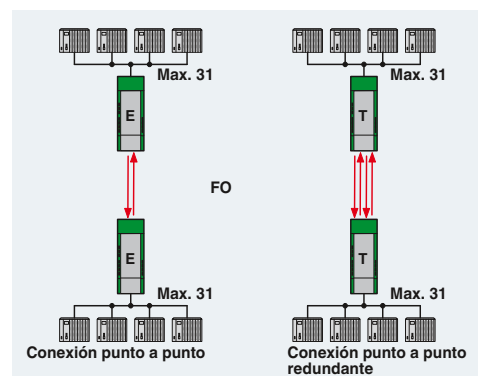 Max. 31
Max. 31
E
T
FO
E
T
Max. 31
Max. 31
Conexión punto a punto
Conexión punto a punto
redundante